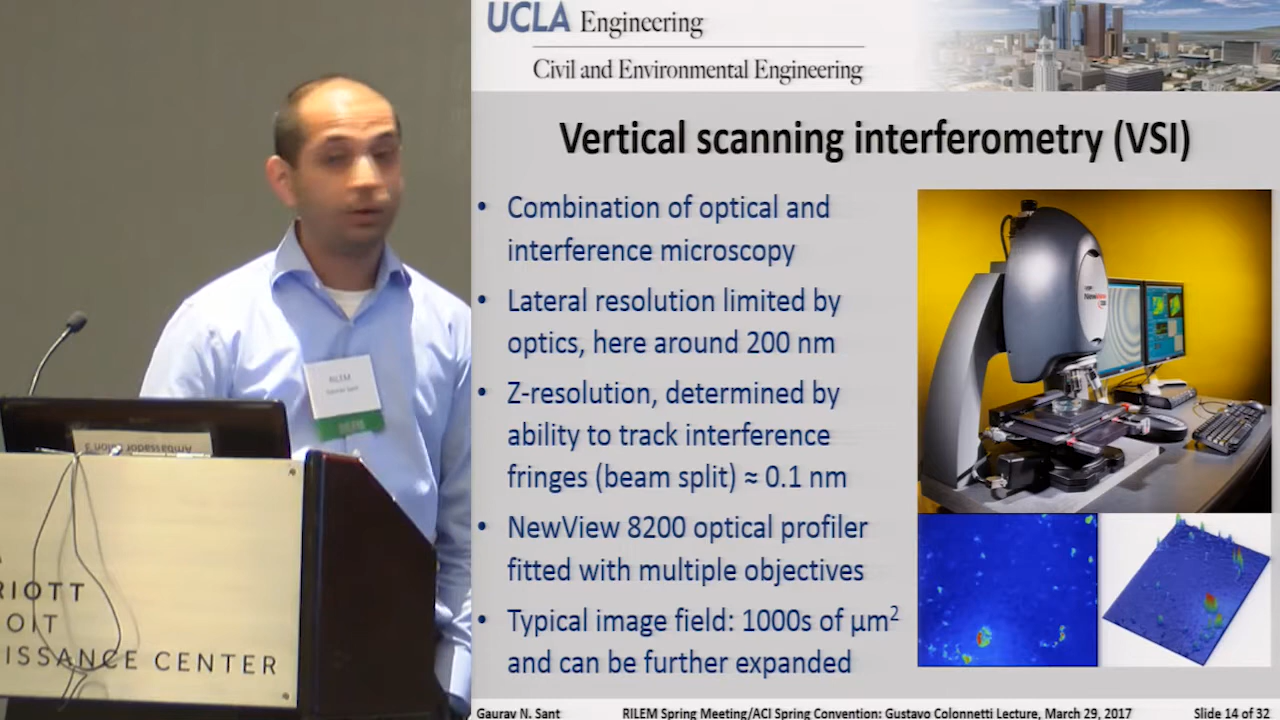 UCLA Engineering
Civil and Environmental Engineering
Vertical scanning interferometry (VSI)
• Combination of optical and
interference microscopy
• Lateral resolution limited by
optics, here around 200 nm
• Z-resolution, determined by
ability to track interference
fringes (beam split) ≈ 0.1 nm
• NewView 8200 optical profiler
fitted with multiple objectives
• Typical image field: 1000s of µm²
and can be further expanded
Gaurav N. Sant
RILEM Spring Meeting/ACI Spring Convention: Gustavo Colonnetti Lecture, March 29, 2017
Slide 14 of 32
RILEM
Ambassador
RIOTT
OIT
ISSANCE CENTER